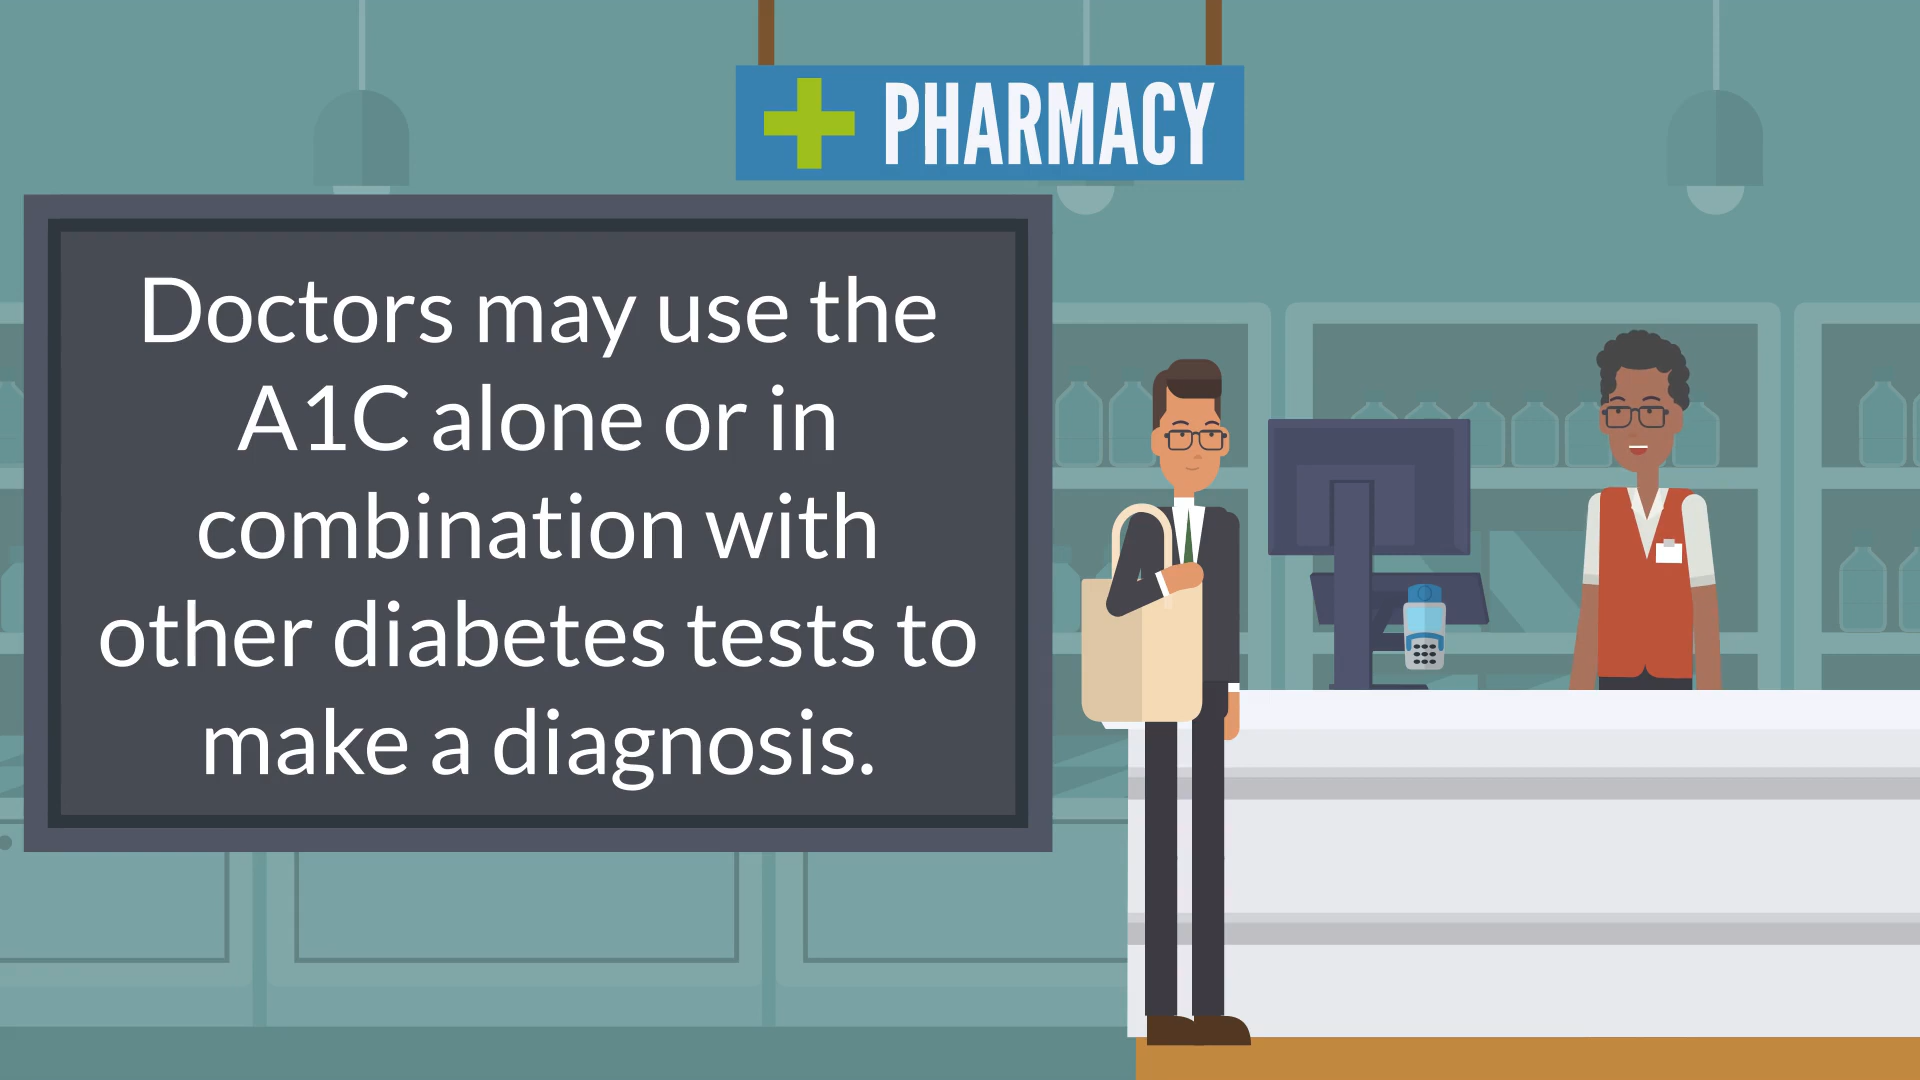 PHARMACY
Doctors may use the
A1C alone or in
combination with
other diabetes tests to
make a diagnosis.